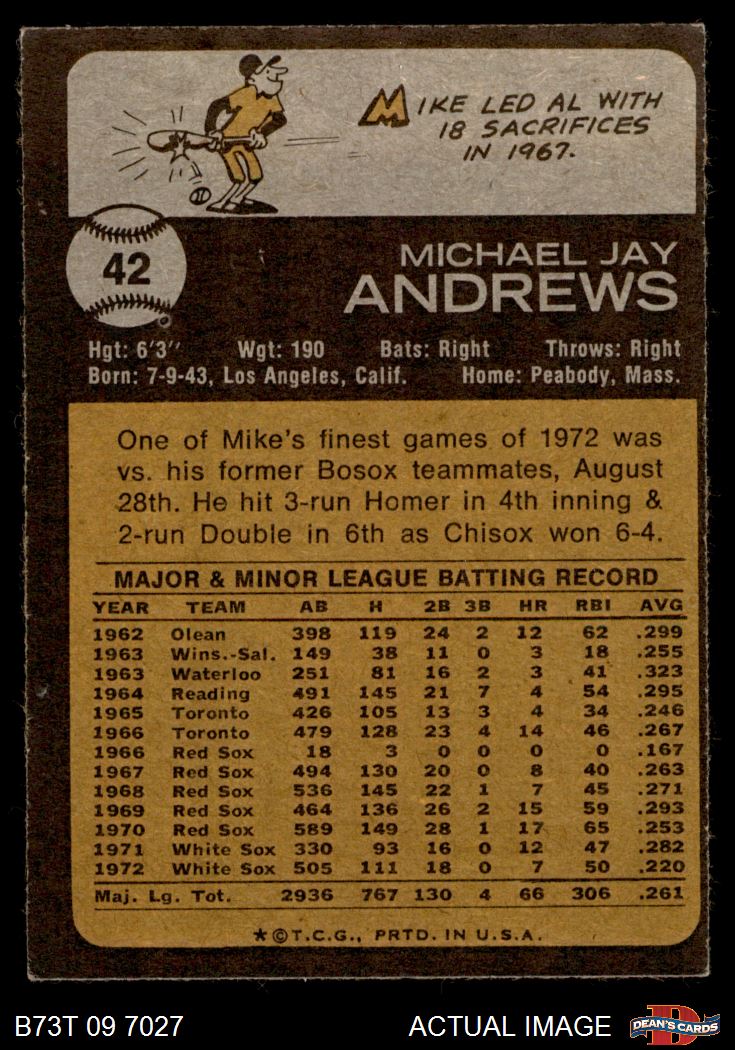 MIKE LED AL WITH
18 SACRIFICES
IN 1967.
42
MICHAEL JAY
ANDREWS
Hgt: 6'3" Wgt: 190 Bats: Right Throws: Right
Born: 7-9-43, Los Angeles, Calif. Home: Peabody, Mass.
One of Mike's finest games of 1972 was
vs. his former Bosox teammates, August
28th. He hit 3-run Homer in 4th inning &
2-run Double in 6th as Chisox won 6-4.
MAJOR & MINOR LEAGUE BATTING RECORD
YEAR TEAM AB H 2B 3B HR RBI AVG
1962 Olean 398 119 24 2 12 62 .299
1963 Wins.-Sal. 149 38 11 0 3 18 .255
1963 Waterloo 251 81 16 2 3 41 .323
1964 Reading 491 145 21 7 4 54 .295
1965 Toronto 426 105 13 3 4 34 .246
1966 Toronto 479 128 23 4 14 46 .267
1966 Red Sox 18 3 0 0 0 0 .167
1967 Red Sox 494 130 20 0 8 40 .263
1968 Red Sox 536 145 22 1 7 45 .271
1969 Red Sox 464 136 26 2 15 59 .293
1970 Red Sox 589 149 28 1 17 65 .253
1971 White Sox 330 93 16 0 12 47 .282
1972 White Sox 505 111 18 0 7 50 .220
Maj. Lg. Tot. 2936 767 130 4 66 306 .261
★©T.C.G., PRTD. IN U.S.A.
B73T 09 7027 ACTUAL IMAGE
D
DEAN'S CARDS